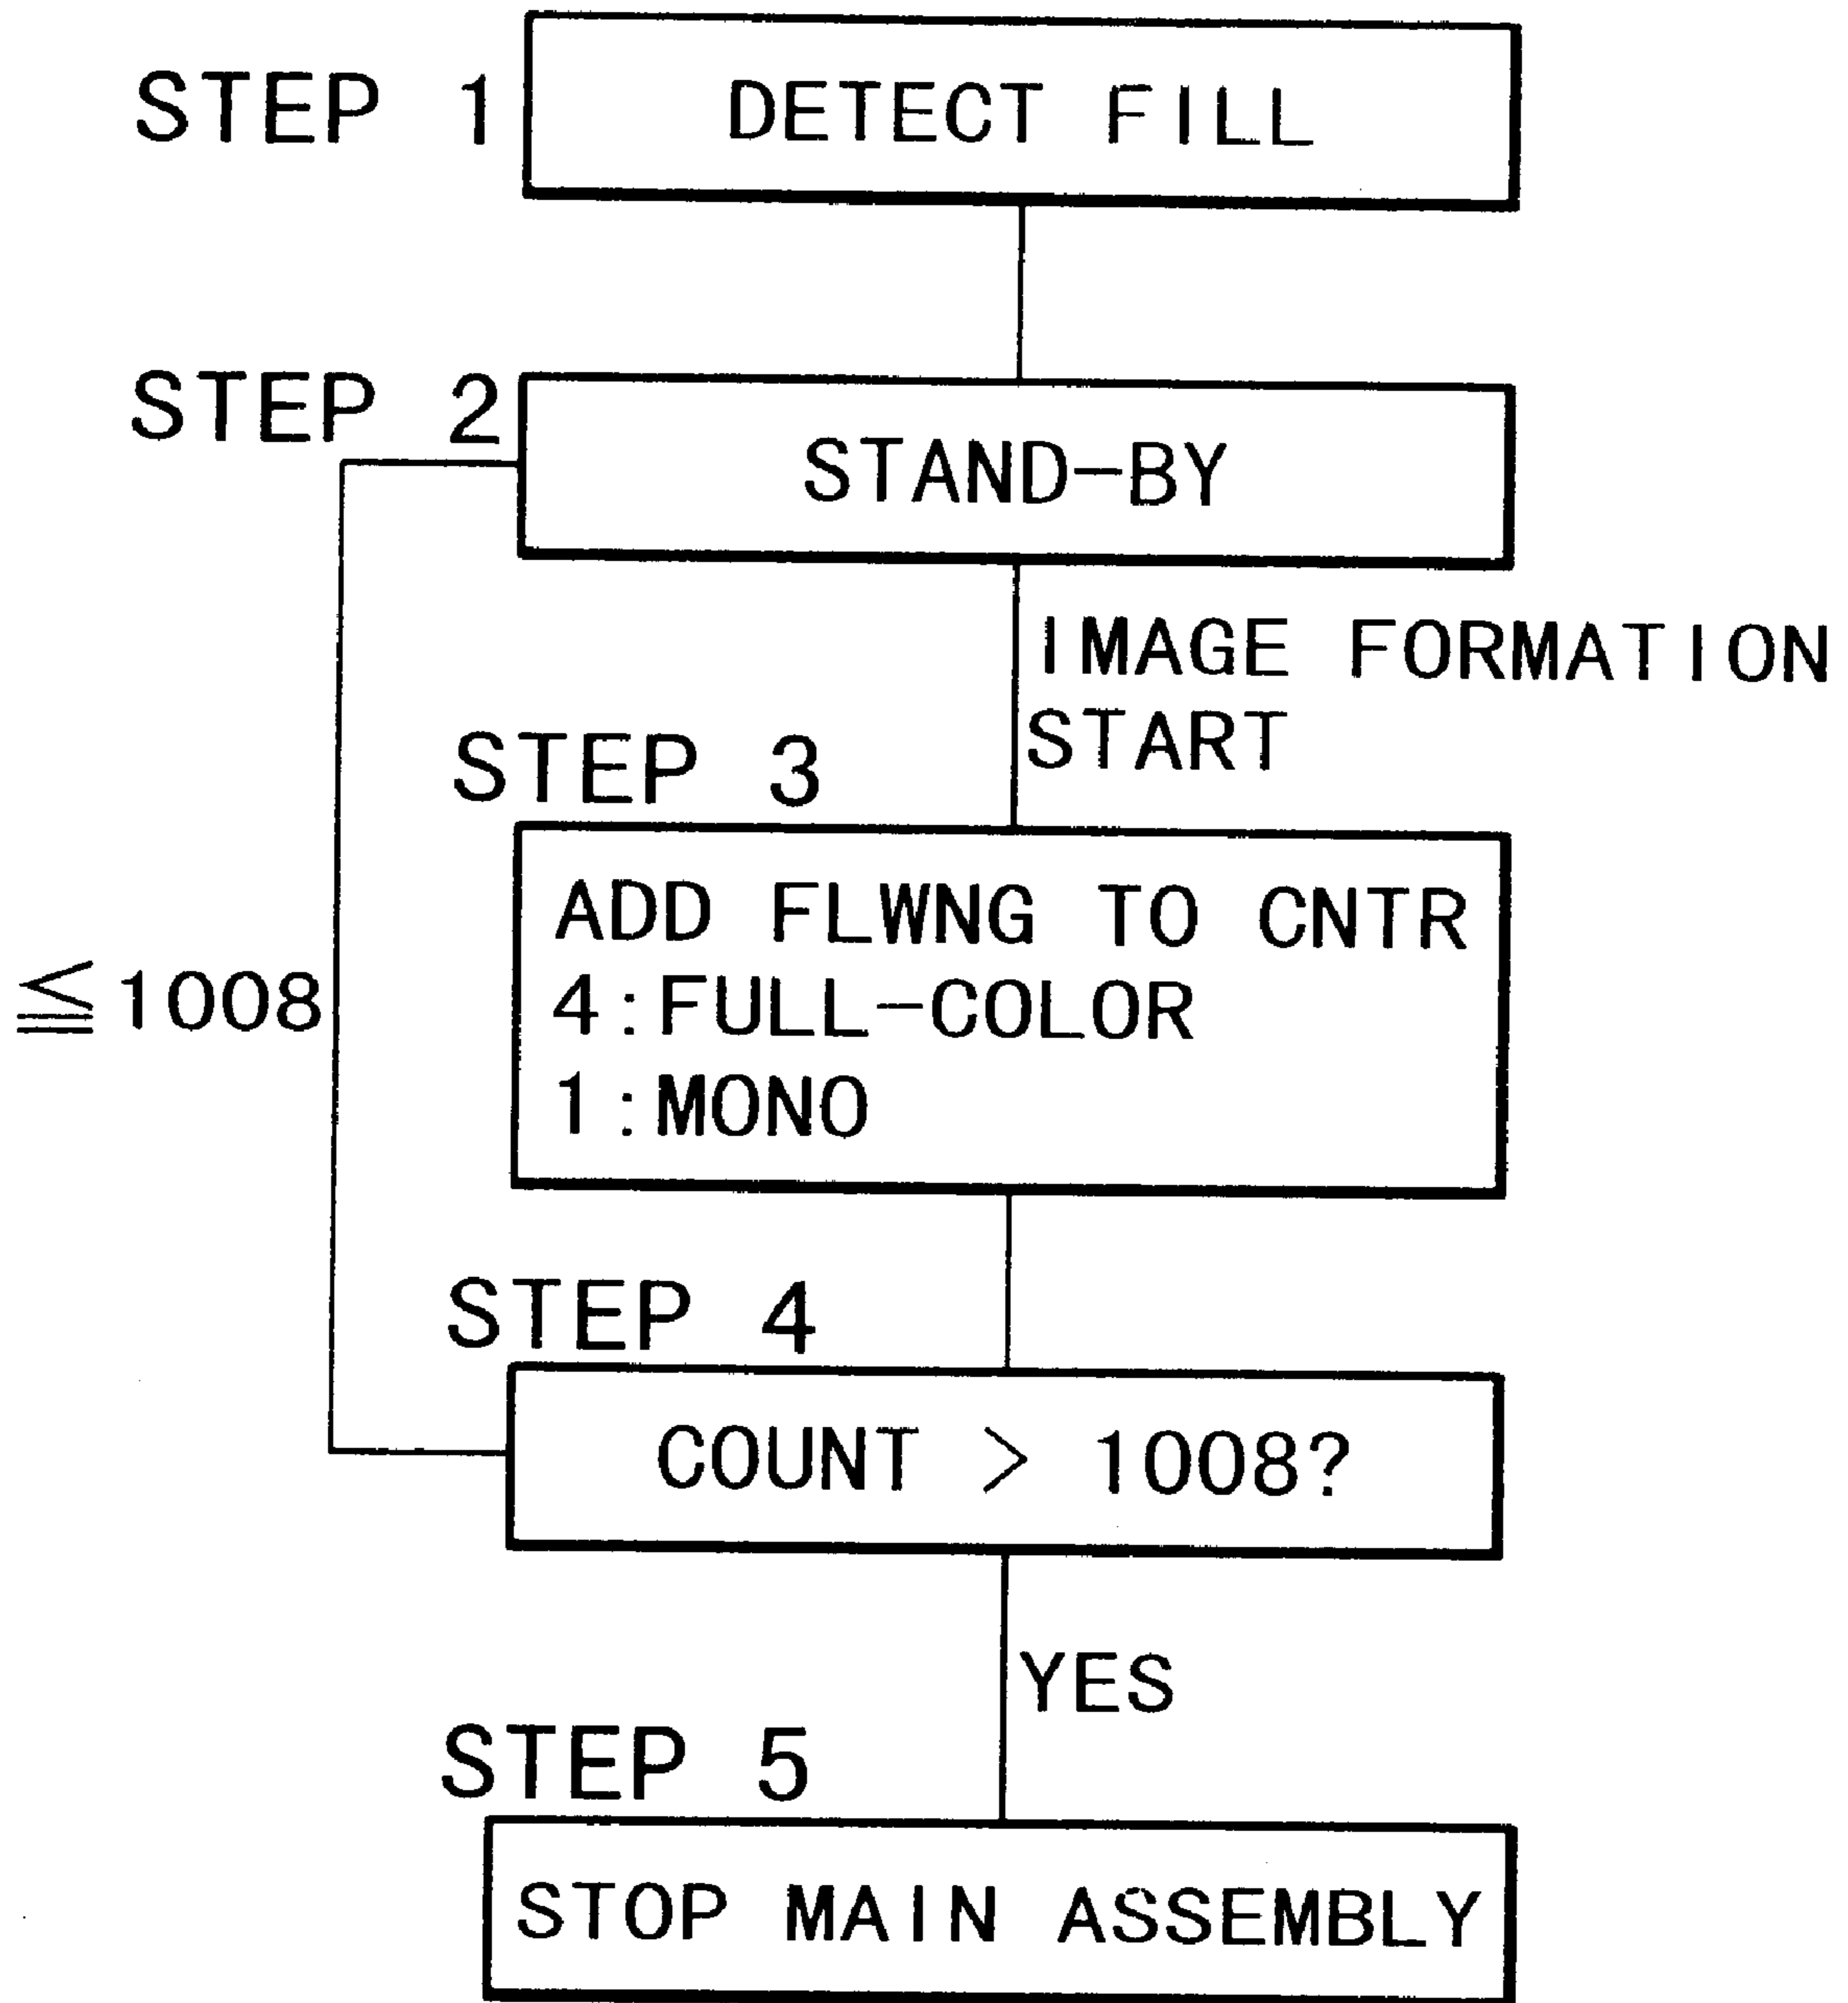 STEP 1
DETECT FILL
STEP 2
STAND-BY
IMAGE FORMATION
START
STEP 3
ADD FLWNG TO CNTR
4:FULL-COLOR
1:MONO
≦1008
STEP 4
COUNT > 1008?
YES
STEP 5
STOP MAIN ASSEMBLY